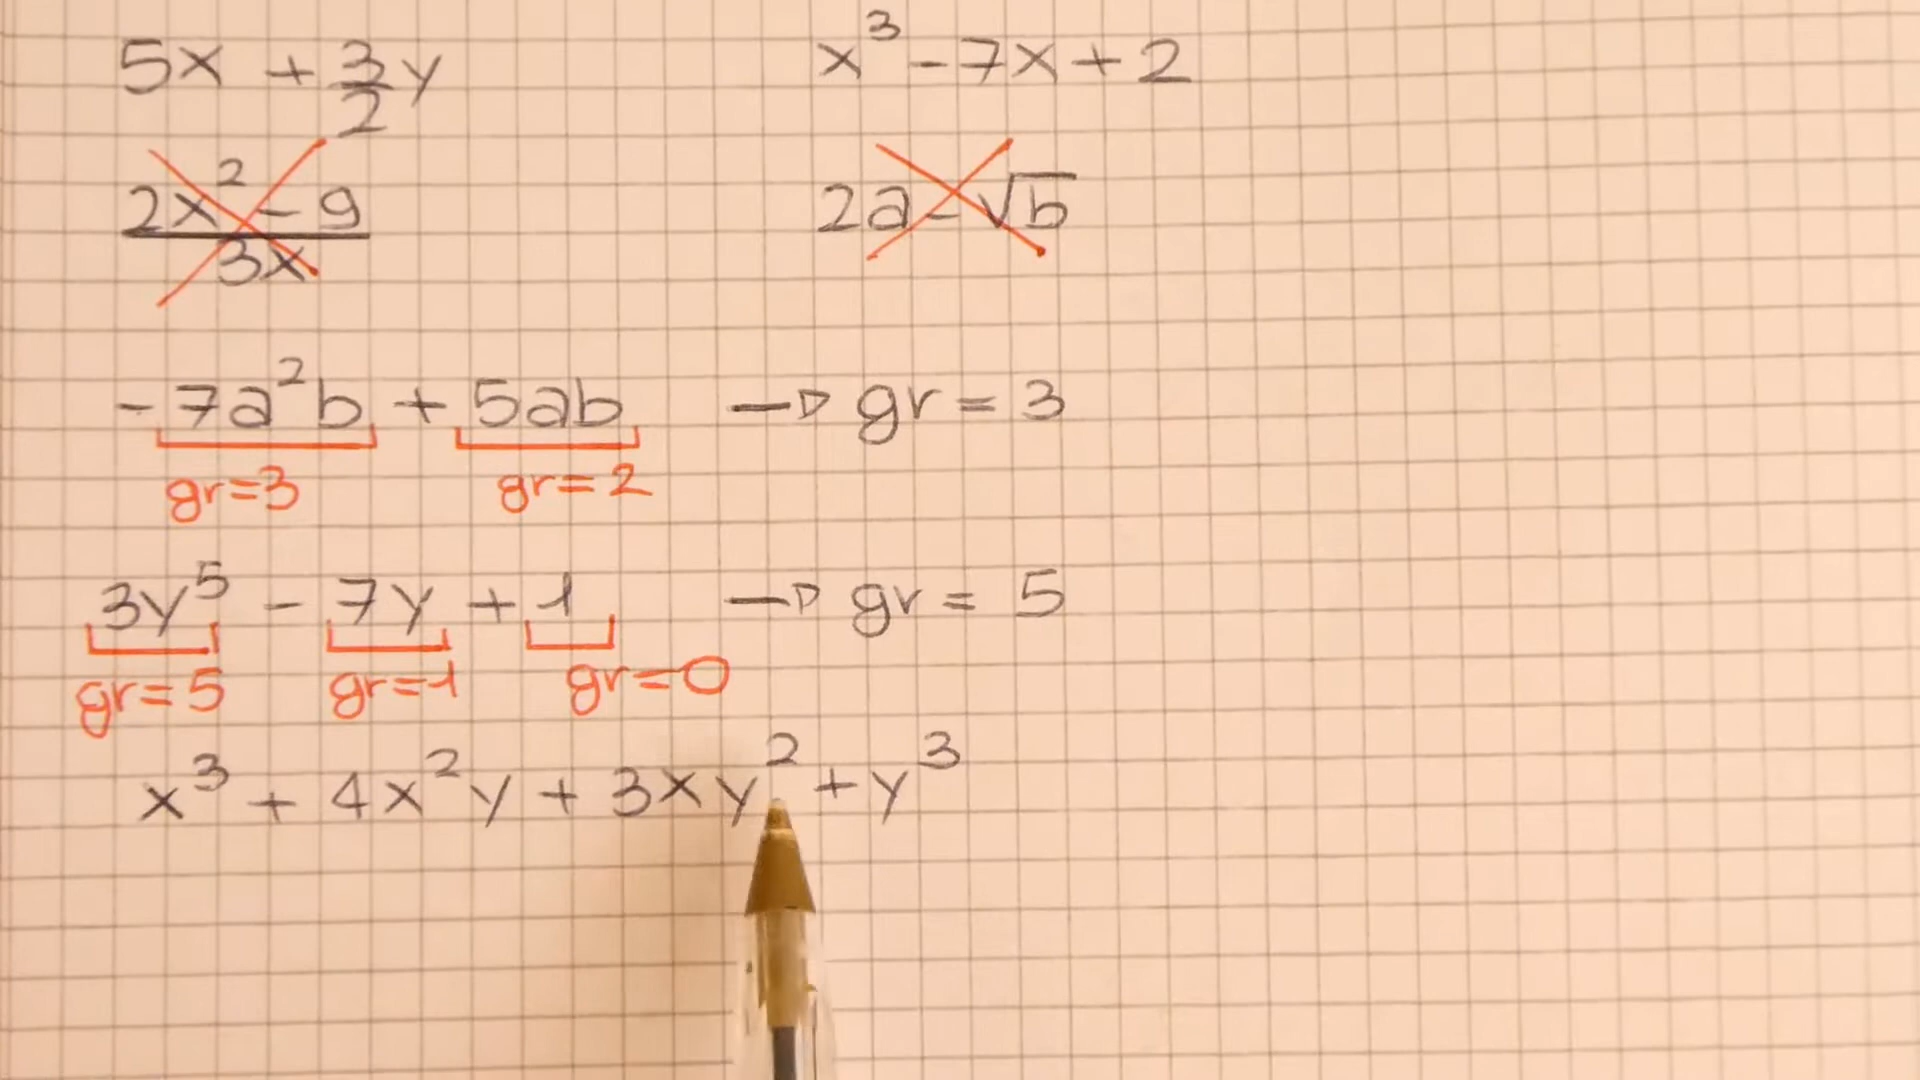 5x + 3/2 y
x³ - 7x + 2
2x² - 9 / 3x
2a - √b
- 7a²b + 5ab → gr = 3
gr=3 gr=2
3y⁵ - 7y + 1 → gr = 5
gr=5 gr=1 gr=0
x³ + 4x²y + 3xy² + y³